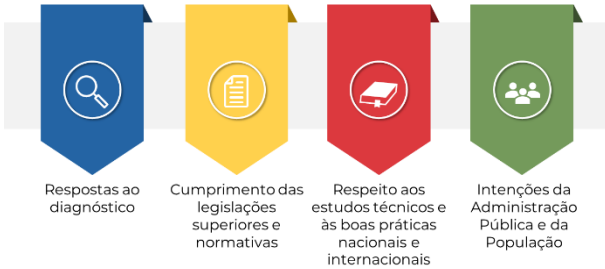 Respostas ao
diagnóstico
Cumprimento das
legislações
superiores e
normativas
Respeito aos
estudos técnicos e
às boas práticas
nacionais e
internacionais
Intenções da
Administração
Pública e da
População